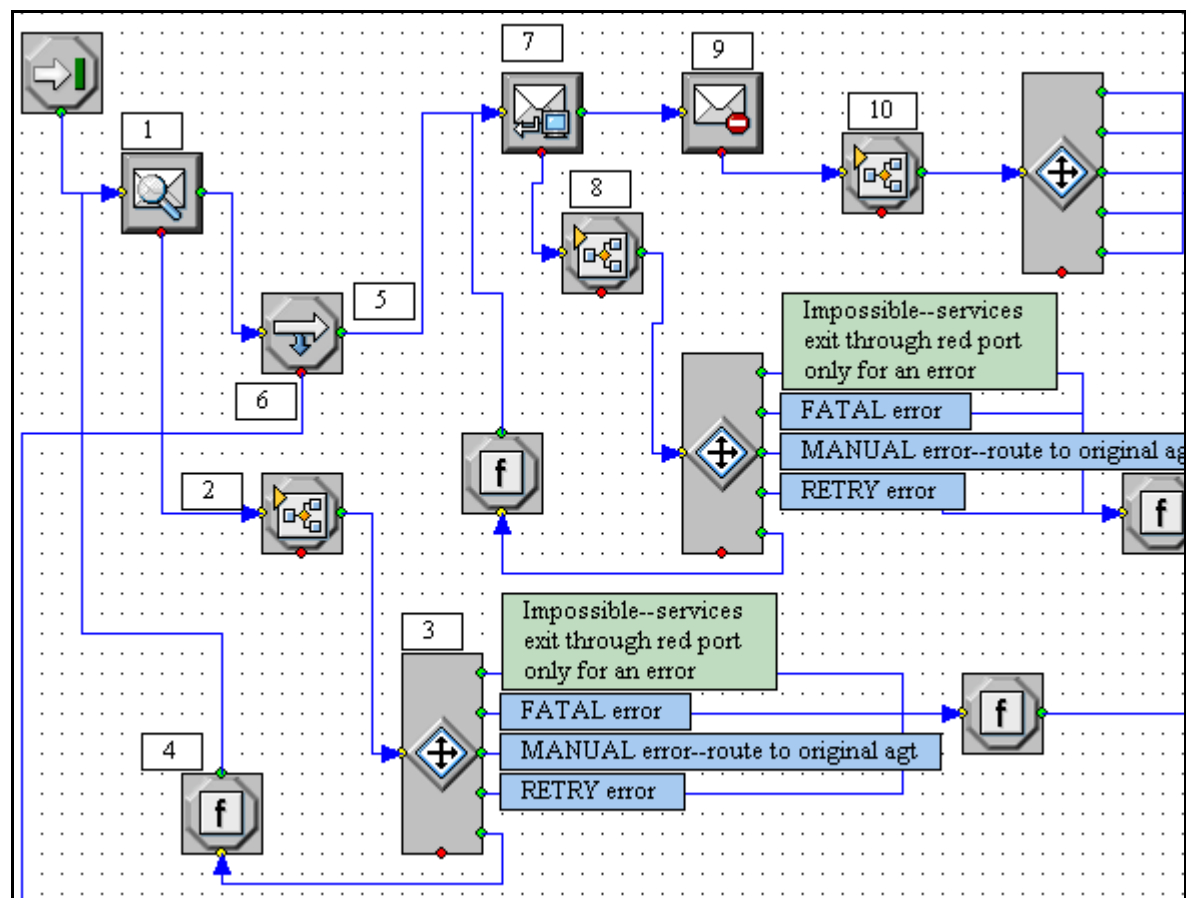 7
9
1
10
8
5
Impossible--services
exit through red port
only for an error
6
FATAL error
MANUAL error--route to original ag
f
2
RETRY error
f
Impossible--services
3
exit through red port
only for an error
FATAL error
f
4
MANUAL error--route to original agt
RETRY error
f